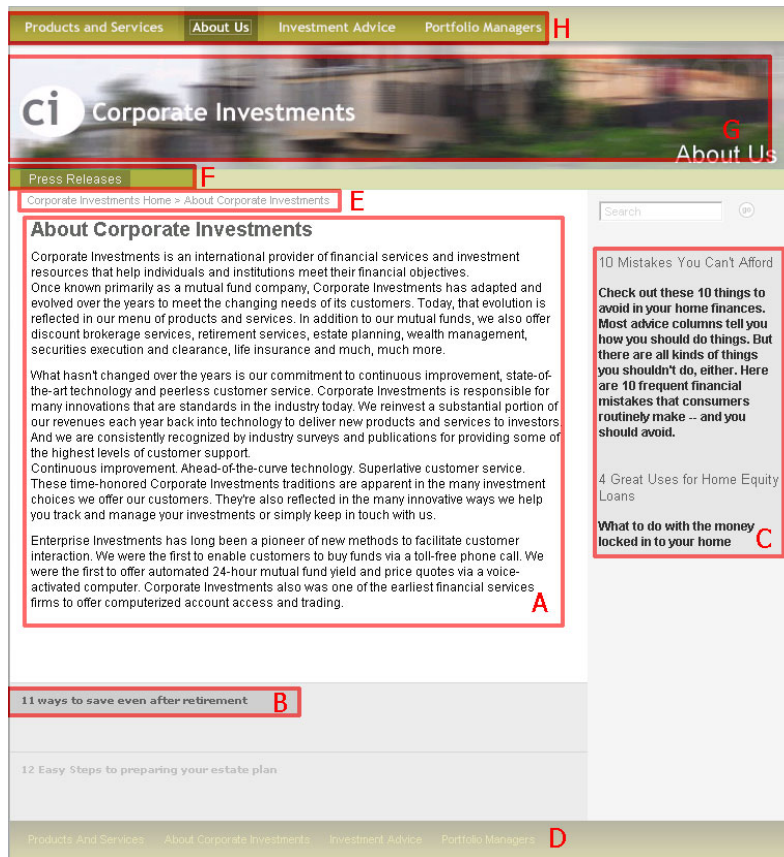 Products and Services About Us Investment Advice Portfolio Managers H
ci Corporate Investments
G
About Us
Press Releases F
Corporate Investments Home > About Corporate Investments E
Search go
About Corporate Investments
Corporate Investments is an international provider of financial services and investment
resources that help individuals and institutions meet their financial objectives.
Once known primarily as a mutual fund company, Corporate Investments has adapted and
evolved over the years to meet the changing needs of its customers. Today, that evolution is
reflected in our menu of products and services. In addition to our mutual funds, we also offer
discount brokerage services, retirement services, estate planning, wealth management,
securities execution and clearance, life insurance and much, much more.
What hasn't changed over the years is our commitment to continuous improvement, state-of-
the-art technology and peerless customer service. Corporate Investments is responsible for
many innovations that are standards in the industry today. We reinvest a substantial portion of
our revenues each year back into technology to deliver new products and services to investors.
And we are consistently recognized by industry surveys and publications for providing some of
the highest levels of customer support.
Continuous improvement. Ahead-of-the-curve technology. Superlative customer service.
These time-honored Corporate Investments traditions are apparent in the many investment
choices we offer our customers. They're also reflected in the many innovative ways we help
you track and manage your investments or simply keep in touch with us.
Enterprise Investments has long been a pioneer of new methods to facilitate customer
interaction. We were the first to enable customers to buy funds via a toll-free phone call. We
were the first to offer automated 24-hour mutual fund yield and price quotes via a voice-
activated computer. Corporate Investments also was one of the earliest financial services
firms to offer computerized account access and trading.
A
10 Mistakes You Can't Afford
Check out these 10 things to
avoid in your home finances.
Most advice columns tell you
how you should do things. But
there are all kinds of things
you shouldn't do, either. Here
are 10 frequent financial
mistakes that consumers
routinely make -- and you
should avoid.
4 Great Uses for Home Equity
Loans
What to do with the money
locked in to your home
C
11 ways to save even after retirement B
12 Easy Steps to preparing your estate plan
Products And Services About Corporate Investments Investment Advice Portfolio Managers D